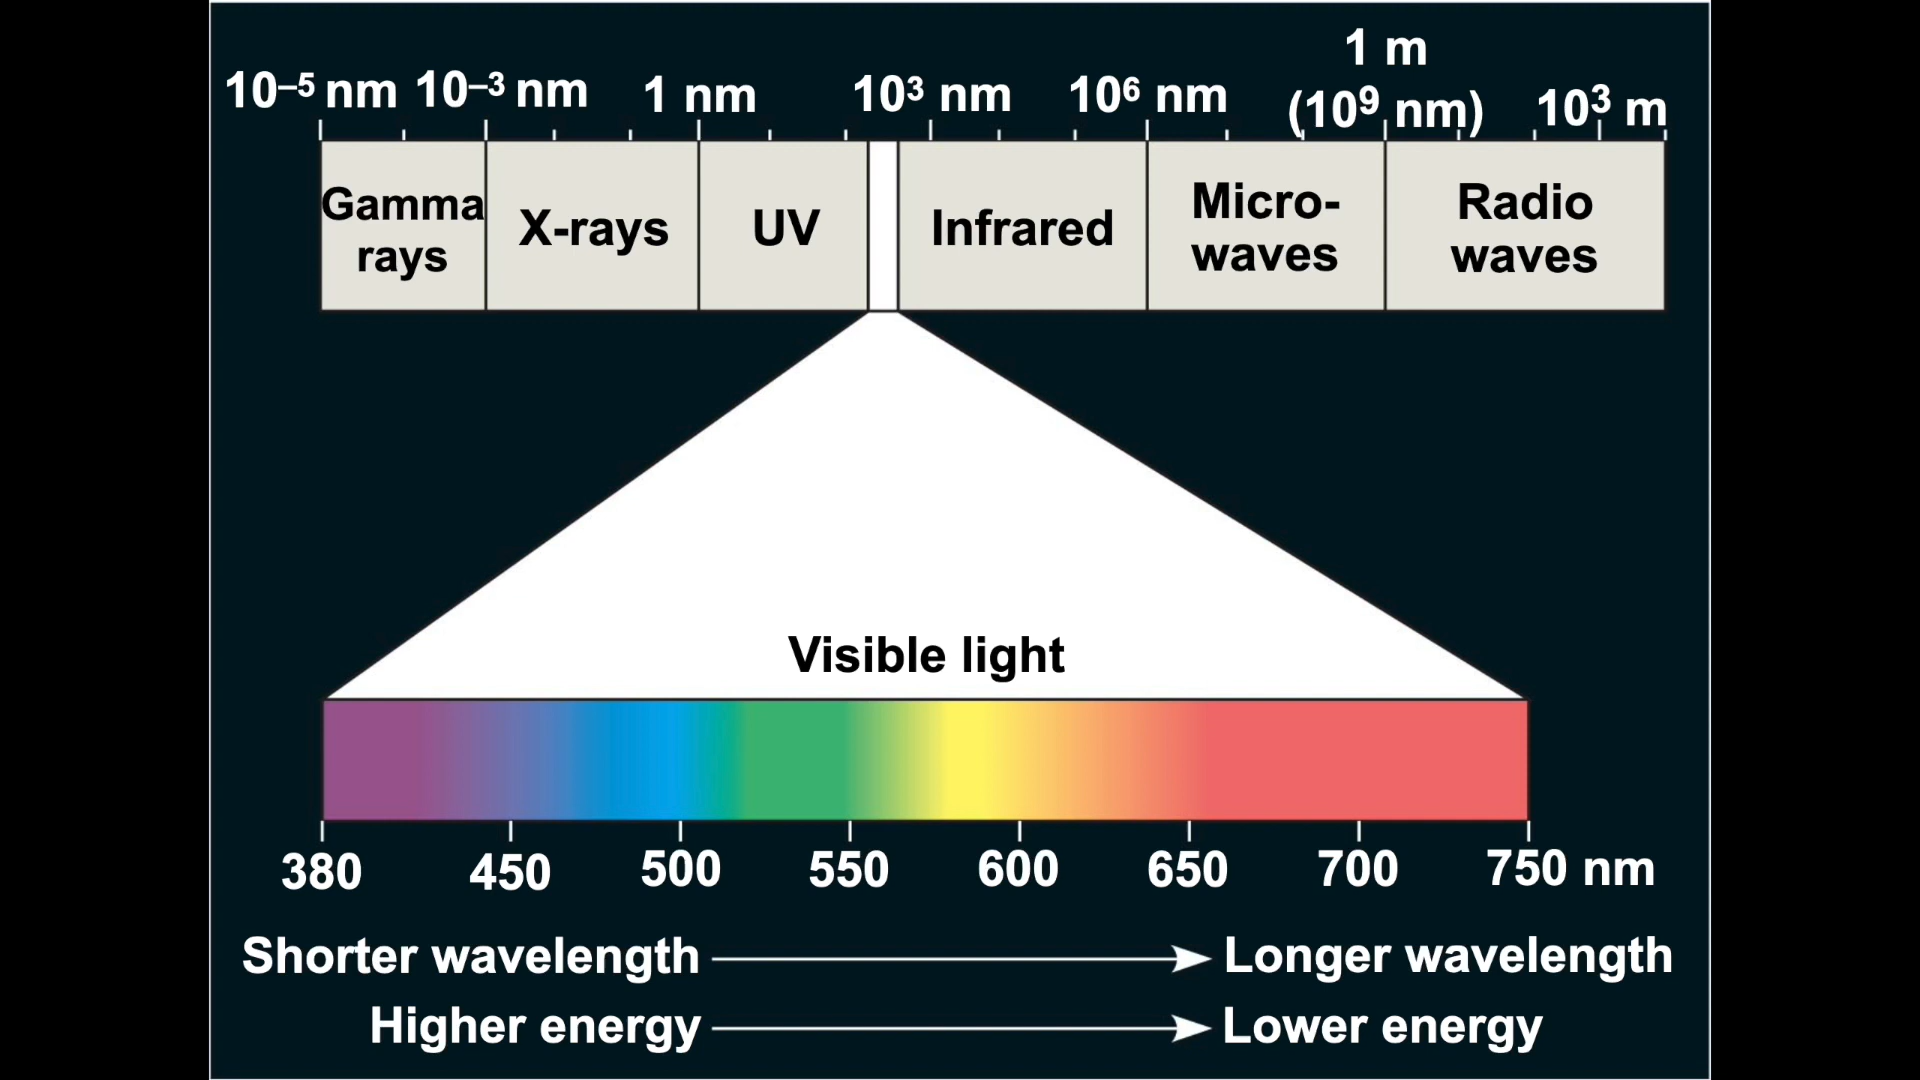 10⁻⁵ nm 10⁻³ nm 1 nm 10³ nm 10⁶ nm 1 m (10⁹ nm) 10³ m
Gamma rays X-rays UV Infrared Micro-waves Radio waves
Visible light
380 450 500 550 600 650 700 750 nm
Shorter wavelength Longer wavelength
Higher energy Lower energy